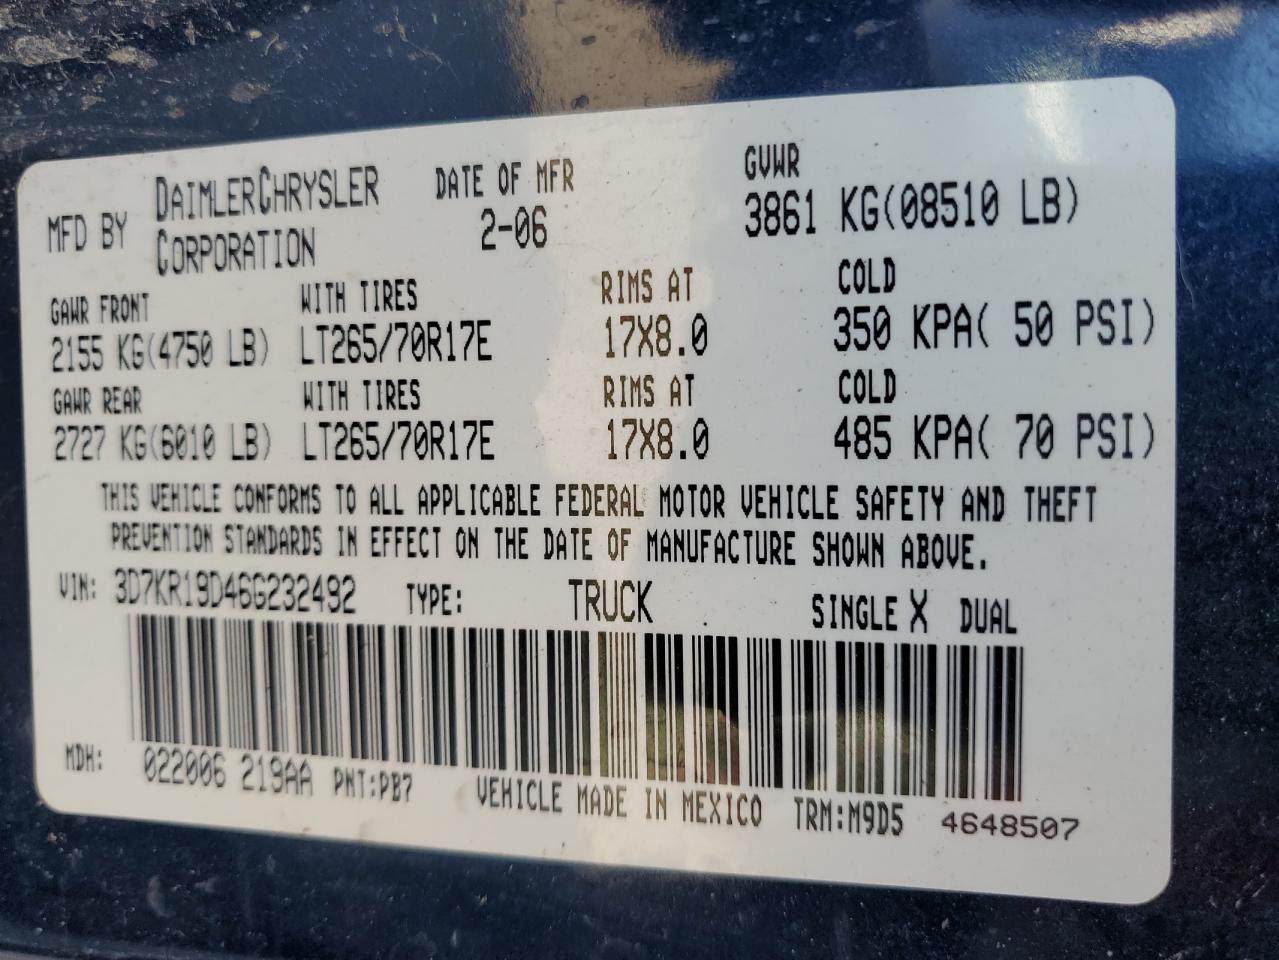 MFD BY DAIMLERCHRYSLER CORPORATION DATE OF MFR 2-06 GVWR 3861 KG(08510 LB)
GAWR FRONT WITH TIRES RIMS AT COLD
2155 KG(4750 LB) LT265/70R17E 17X8.0 350 KPA( 50 PSI)
GAWR REAR WITH TIRES RIMS AT COLD
2727 KG(6010 LB) LT265/70R17E 17X8.0 485 KPA( 70 PSI)
THIS VEHICLE CONFORMS TO ALL APPLICABLE FEDERAL MOTOR VEHICLE SAFETY AND THEFT
PREVENTION STANDARDS IN EFFECT ON THE DATE OF MANUFACTURE SHOWN ABOVE.
VIN: 3D7KR19D46G232492 TYPE: TRUCK SINGLE X DUAL
MDH: 022006 219AA PNT:PB7 VEHICLE MADE IN MEXICO TRM:M9D5 4648507